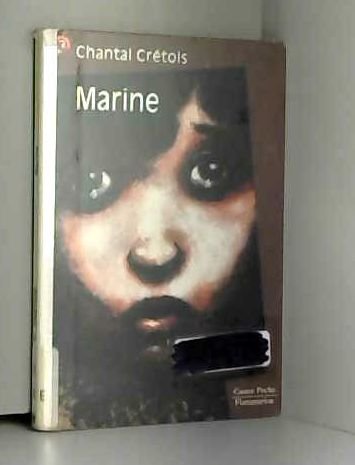 Chantal Crétois
Marine
Castor Poche
Flammarion
E